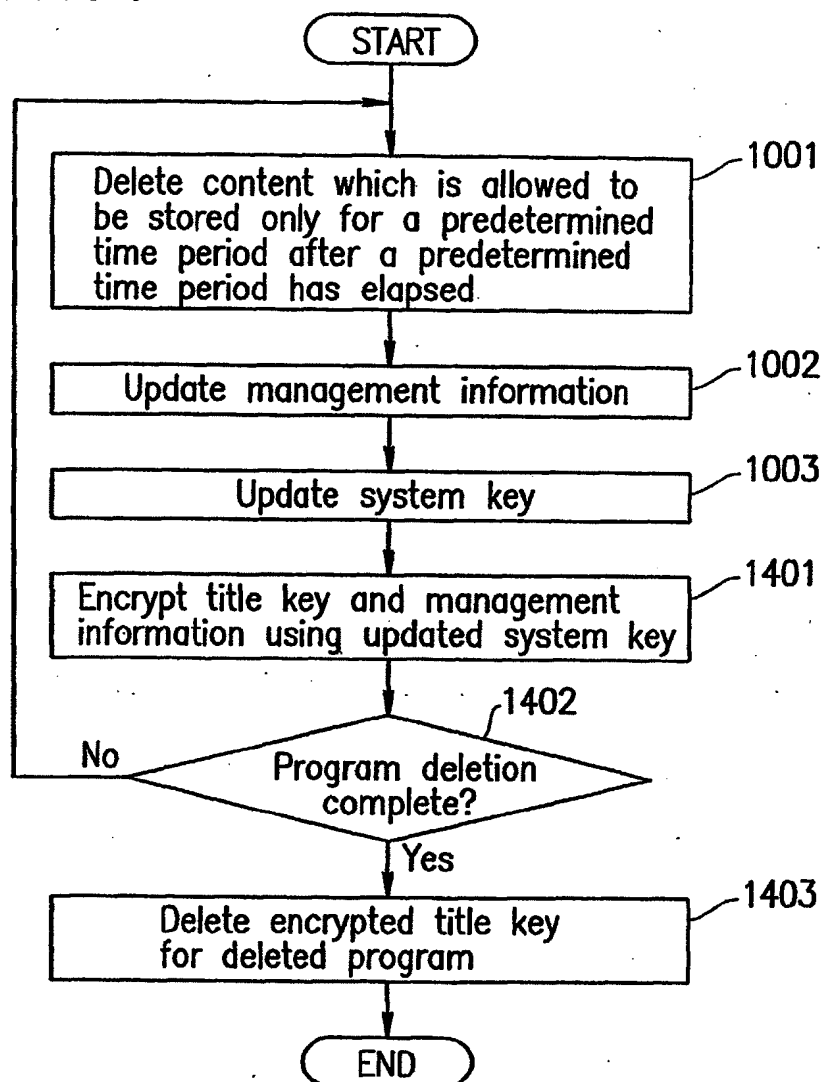 START
Delete content which is allowed to
be stored only for a predetermined
time period after a predetermined
time period has elapsed
1001
Update management information
1002
Update system key
1003
Encrypt title key and management
information using updated system key
1401
1402
Program deletion
complete?
No
Yes
Delete encrypted title key
for deleted program
1403
END